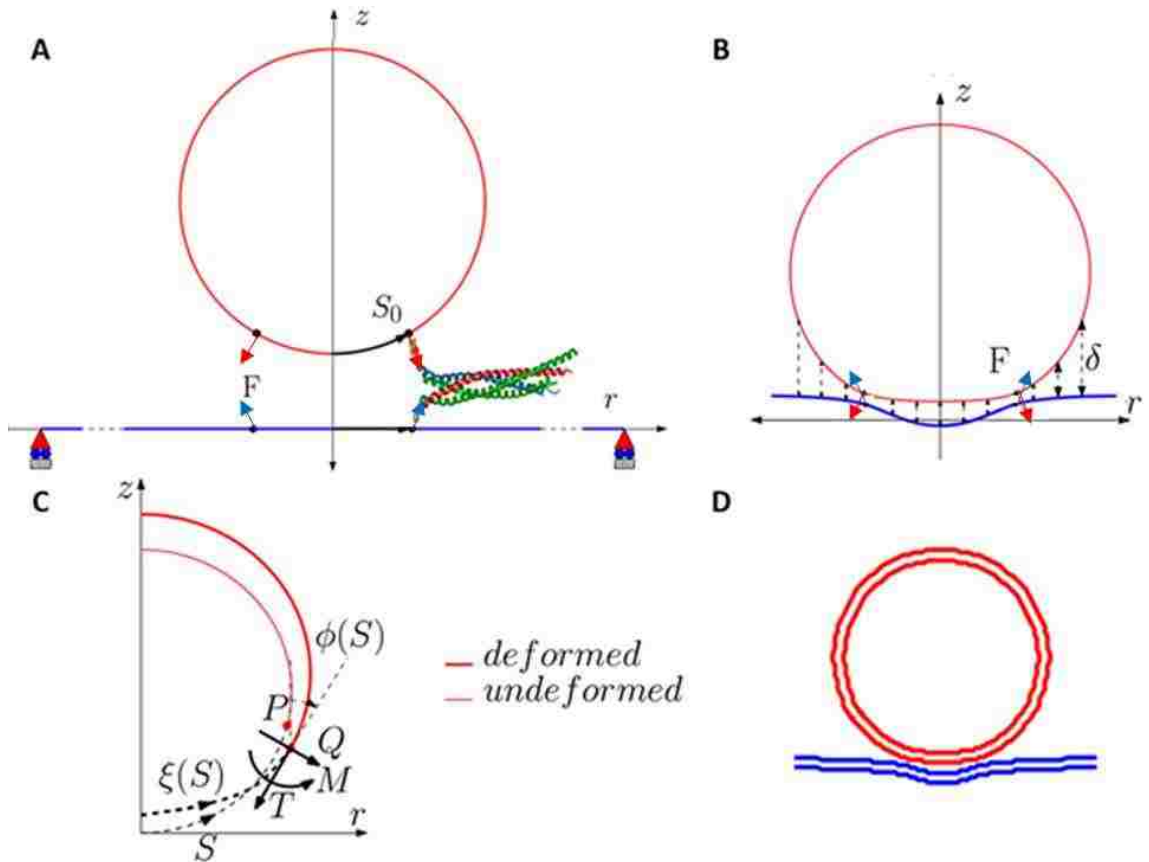 A
z
S0
F
r
B
z
F
δ
r
C
z
ϕ(S)
P
Q
M
ξ(S)
T
r
S
deformed
undeformed
D